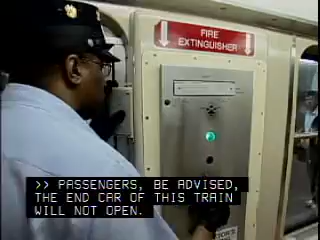 FIRE
EXTINGUISHER
>> PASSENGERS, BE ADVISED,
THE END CAR OF THIS TRAIN
WILL NOT OPEN.